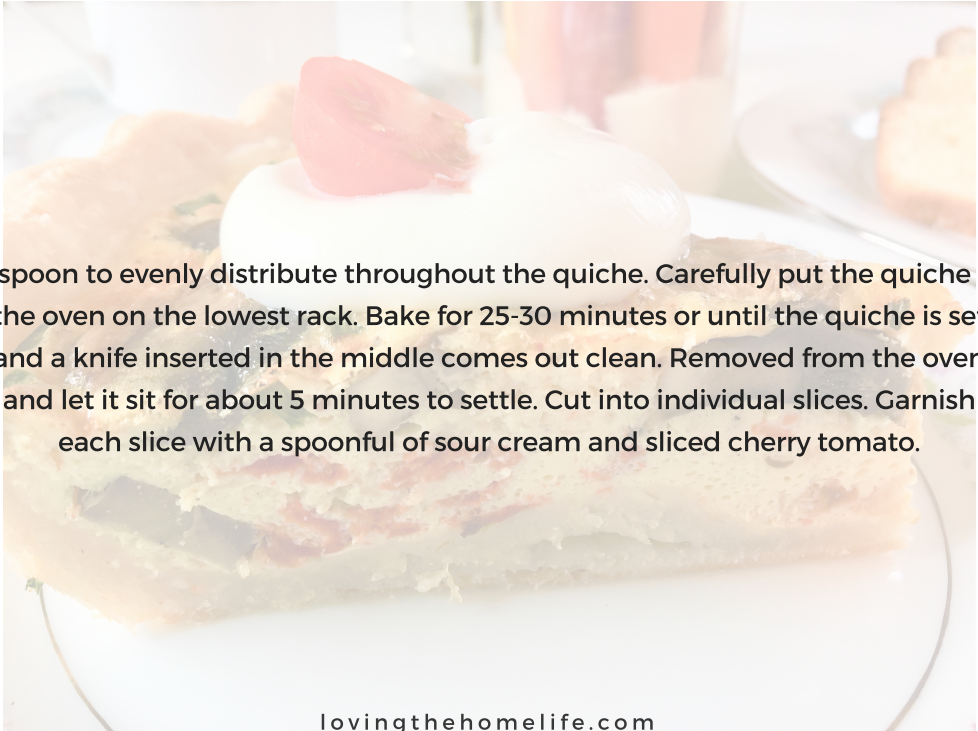 spoon to evenly distribute throughout the quiche. Carefully put the quiche
the oven on the lowest rack. Bake for 25-30 minutes or until the quiche is set
and a knife inserted in the middle comes out clean. Removed from the oven
and let it sit for about 5 minutes to settle. Cut into individual slices. Garnish
each slice with a spoonful of sour cream and sliced cherry tomato.
lovingthehomelife.com